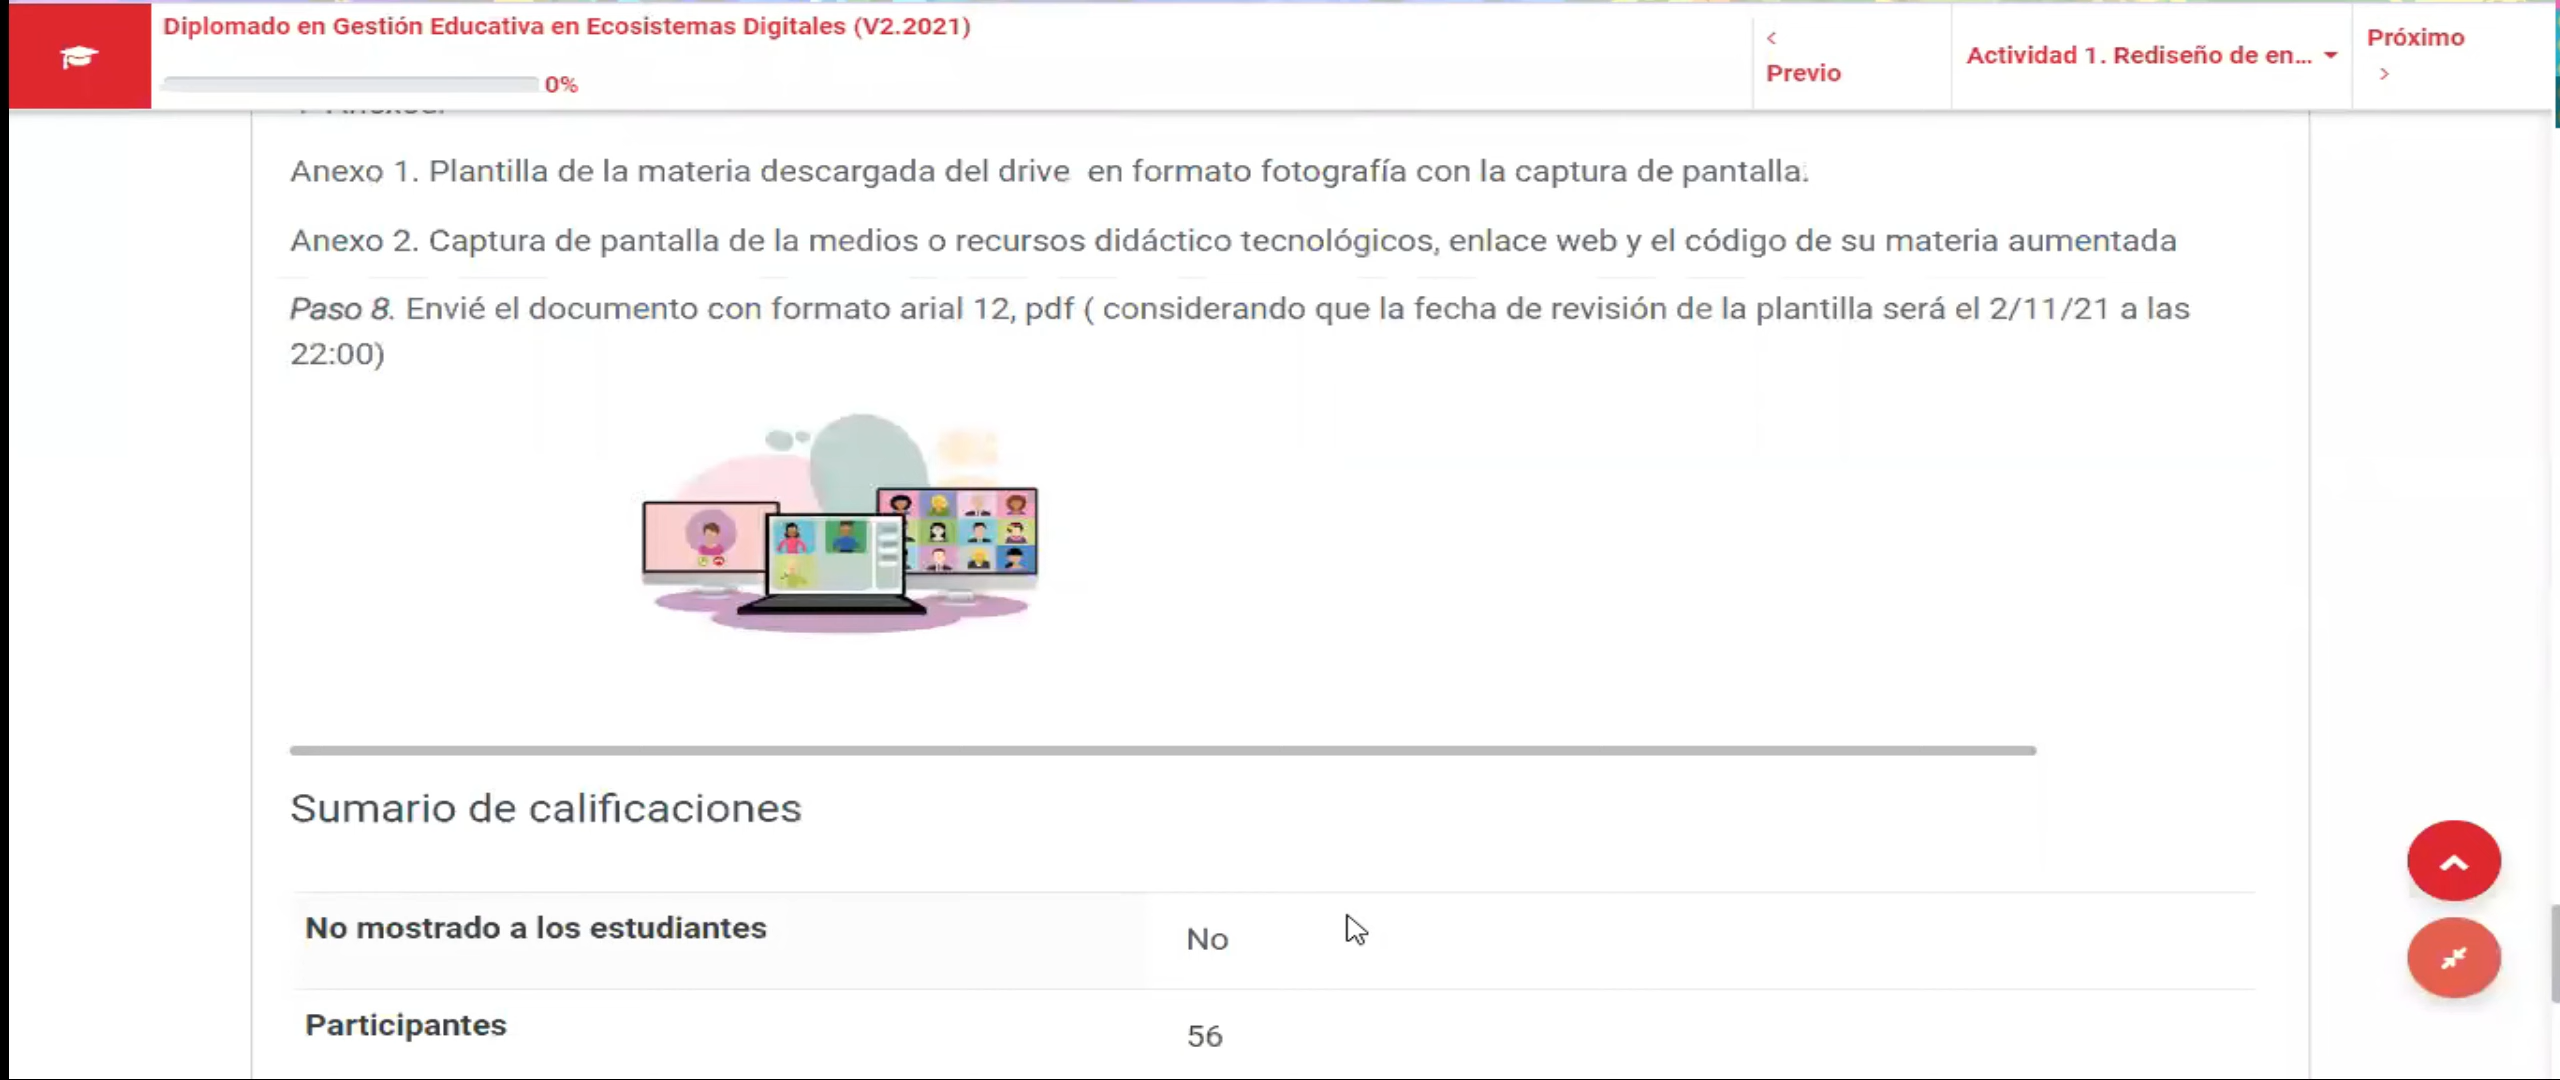 Diplomado en Gestión Educativa en Ecosistemas Digitales (V2.2021)
0%
<
Previo
Actividad 1. Rediseño de en...
Próximo
>
Anexo 1. Plantilla de la materia descargada del drive en formato fotografía con la captura de pantalla.
Anexo 2. Captura de pantalla de la medios o recursos didáctico tecnológicos, enlace web y el código de su materia aumentada
Paso 8. Envié el documento con formato arial 12, pdf ( considerando que la fecha de revisión de la plantilla será el 2/11/21 a las
22:00)
Sumario de calificaciones
No mostrado a los estudiantes
No
Participantes
56